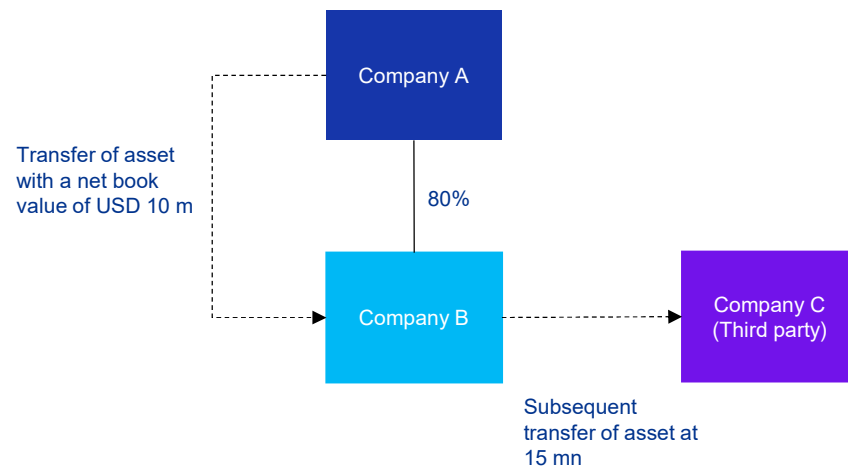 Company A
Transfer of asset
with a net book
value of USD 10 m
80%
Company B
Company C
(Third party)
Subsequent
transfer of asset at
15 mn